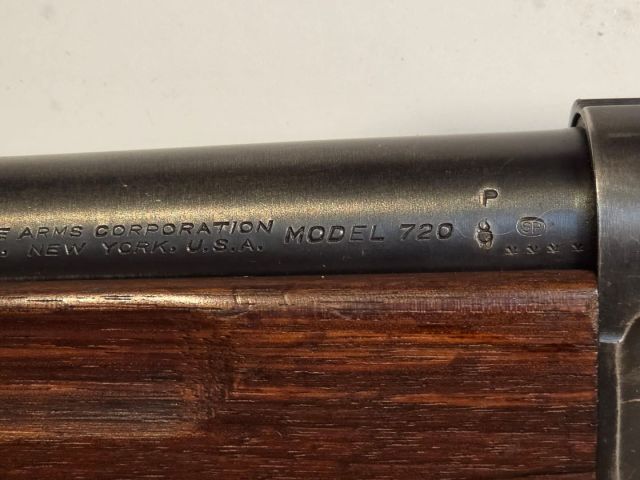 ARMS CORPORATION
NEW YORK. U.S.A.
MODEL 720
P